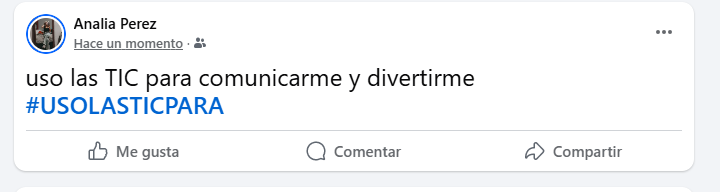 Analia Perez
Hace un momento ·
uso las TIC para comunicarme y divertirme
#USOLASTICPARA
Me gusta
Comentar
Compartir